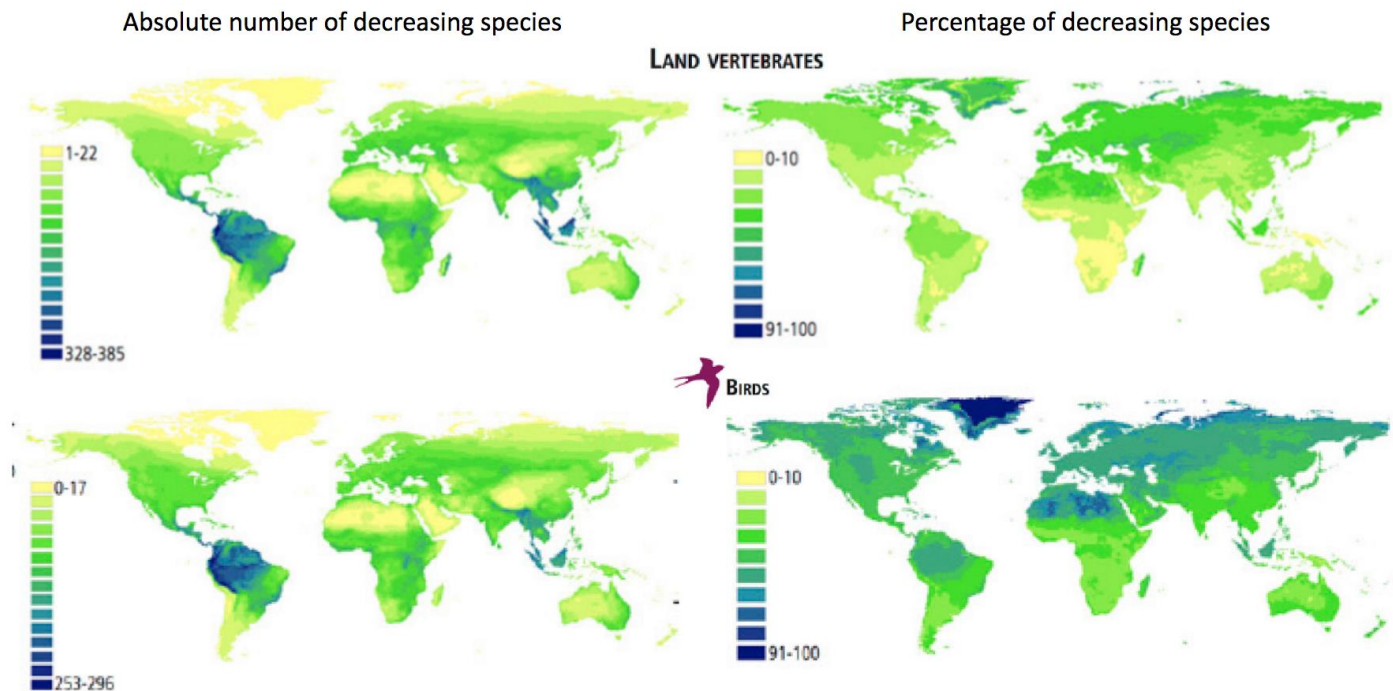 Absolute number of decreasing species
Percentage of decreasing species
LAND VERTEBRATES
1-22
328-385
0-10
91-100
BIRDS
0-17
253-296
0-10
91-100